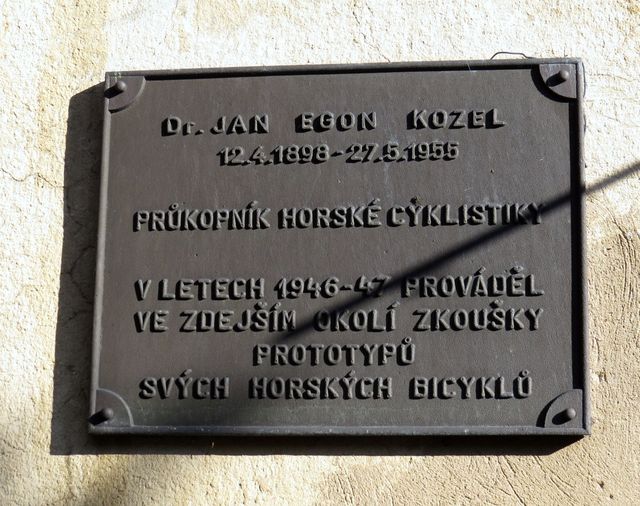 Dr. JAN EGON KOZEL
12.4.1898-27.5.1955
PRŮKOPNÍK HORSKÉ CYKLISTIKY
V LETECH 1946-47 PROVÁDĚL
VE ZDEJŠÍM OKOLÍ ZKOUŠKY
PROTOTYPŮ
SVÝCH HORSKÝCH BICYKLŮ